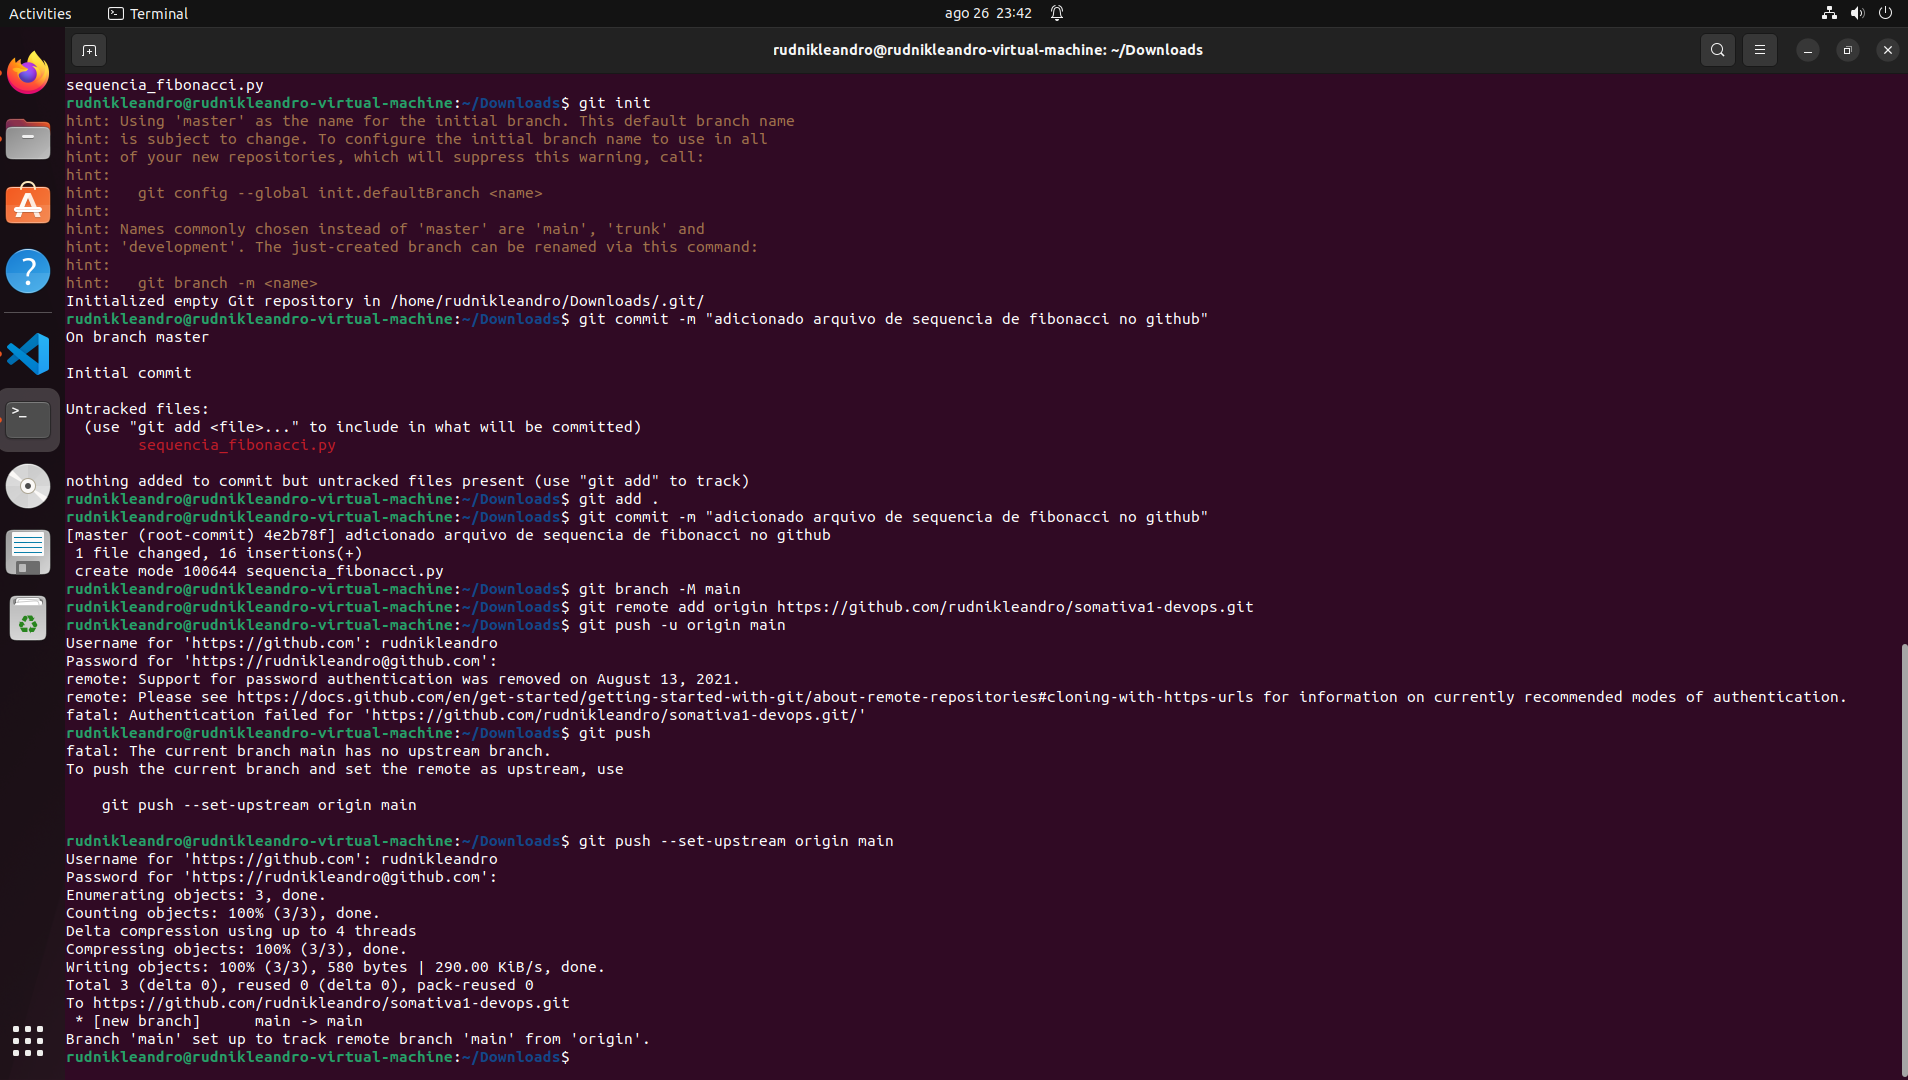 Activities
Terminal
ago 26 23:42
rudnikleandro@rudnikleandro-virtual-machine: ~/Downloads
sequencia_fibonacci.py
rudnikleandro@rudnikleandro-virtual-machine:~/Downloads$ git init
hint: Using 'master' as the name for the initial branch. This default branch name
hint: is subject to change. To configure the initial branch name to use in all
hint: of your new repositories, which will suppress this warning, call:
hint:
hint:   git config --global init.defaultBranch <name>
hint:
hint: Names commonly chosen instead of 'master' are 'main', 'trunk' and
hint: 'development'. The just-created branch can be renamed via this command:
hint:
hint:   git branch -m <name>
Initialized empty Git repository in /home/rudnikleandro/Downloads/.git/
rudnikleandro@rudnikleandro-virtual-machine:~/Downloads$ git commit -m "adicionado arquivo de sequencia de fibonacci no github"
On branch master
Initial commit
Untracked files:
  (use "git add <file>..." to include in what will be committed)
        sequencia_fibonacci.py
nothing added to commit but untracked files present (use "git add" to track)
rudnikleandro@rudnikleandro-virtual-machine:~/Downloads$ git add .
rudnikleandro@rudnikleandro-virtual-machine:~/Downloads$ git commit -m "adicionado arquivo de sequencia de fibonacci no github"
[master (root-commit) 4e2b78f] adicionado arquivo de sequencia de fibonacci no github
 1 file changed, 16 insertions(+)
 create mode 100644 sequencia_fibonacci.py
rudnikleandro@rudnikleandro-virtual-machine:~/Downloads$ git branch -M main
rudnikleandro@rudnikleandro-virtual-machine:~/Downloads$ git remote add origin https://github.com/rudnikleandro/somativa1-devops.git
rudnikleandro@rudnikleandro-virtual-machine:~/Downloads$ git push -u origin main
Username for 'https://github.com': rudnikleandro
Password for 'https://rudnikleandro@github.com':
remote: Support for password authentication was removed on August 13, 2021.
remote: Please see https://docs.github.com/en/get-started/getting-started-with-git/about-remote-repositories#cloning-with-https-urls for information on currently recommended modes of authentication.
fatal: Authentication failed for 'https://github.com/rudnikleandro/somativa1-devops.git/'
rudnikleandro@rudnikleandro-virtual-machine:~/Downloads$ git push
fatal: The current branch main has no upstream branch.
To push the current branch and set the remote as upstream, use
    git push --set-upstream origin main
rudnikleandro@rudnikleandro-virtual-machine:~/Downloads$ git push --set-upstream origin main
Username for 'https://github.com': rudnikleandro
Password for 'https://rudnikleandro@github.com':
Enumerating objects: 3, done.
Counting objects: 100% (3/3), done.
Delta compression using up to 4 threads
Compressing objects: 100% (3/3), done.
Writing objects: 100% (3/3), 580 bytes | 290.00 KiB/s, done.
Total 3 (delta 0), reused 0 (delta 0), pack-reused 0
To https://github.com/rudnikleandro/somativa1-devops.git
 * [new branch]      main -> main
Branch 'main' set up to track remote branch 'main' from 'origin'.
rudnikleandro@rudnikleandro-virtual-machine:~/Downloads$